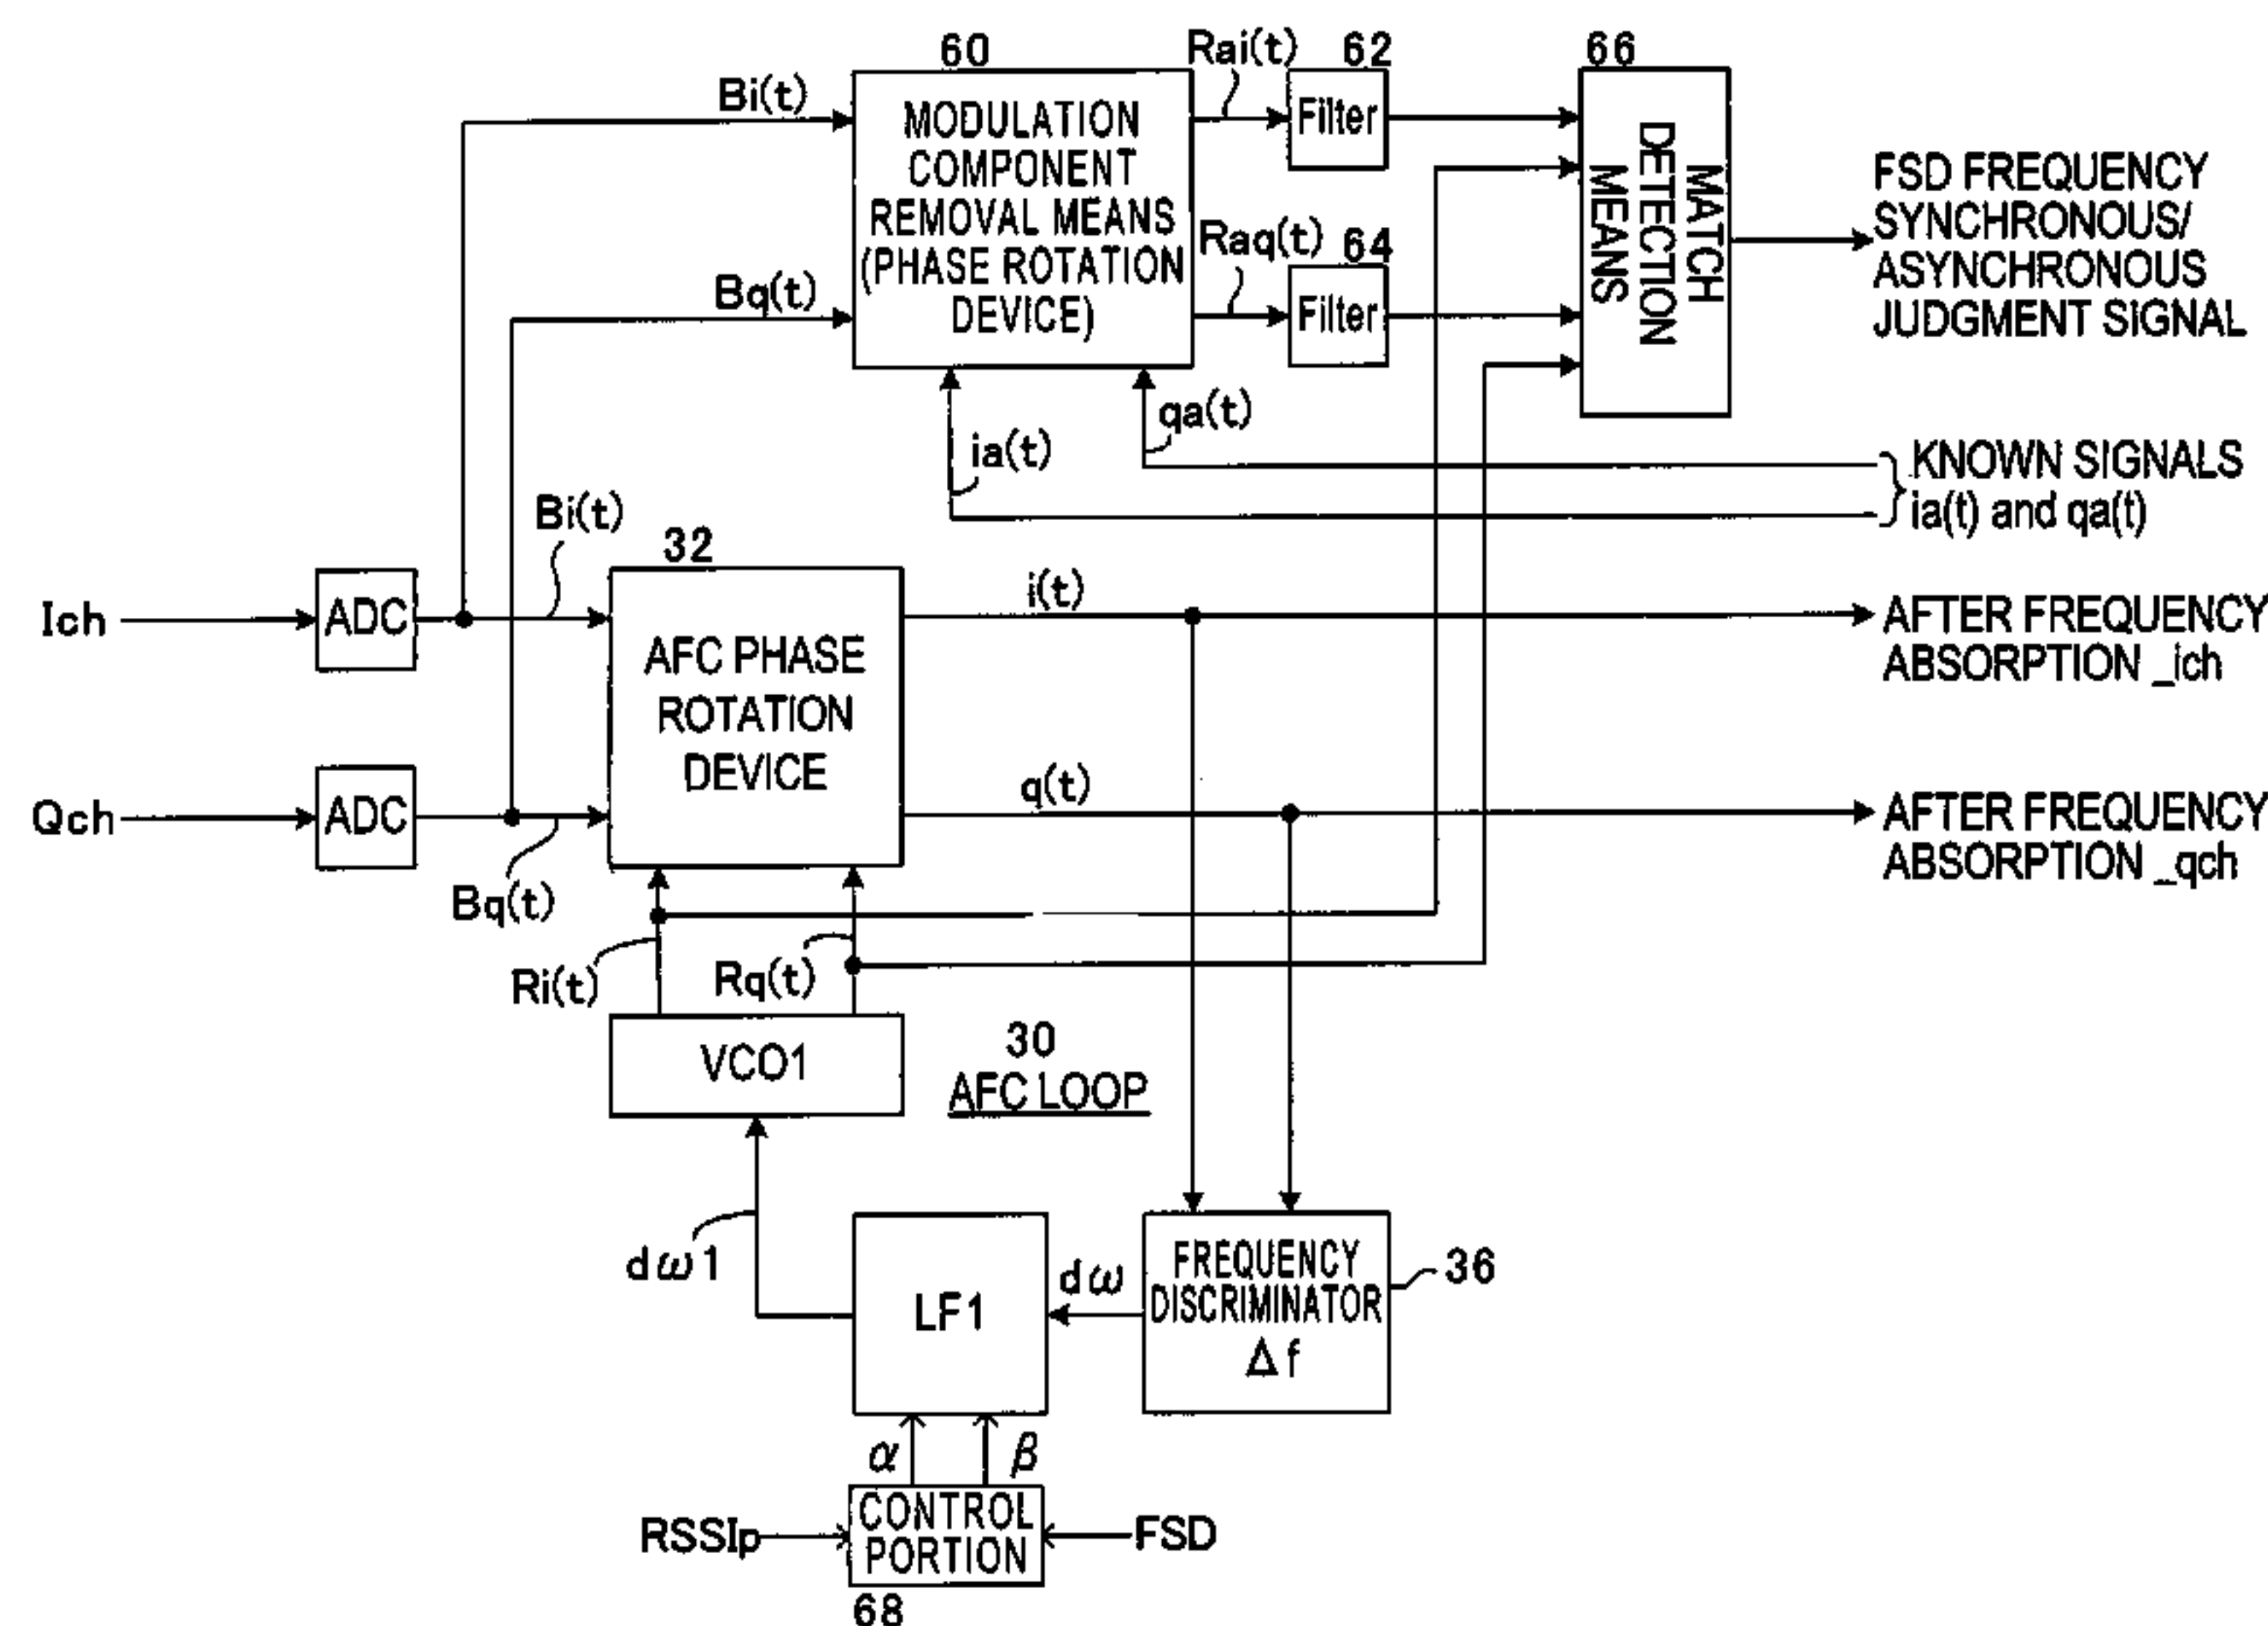 60
Rai(t)
62
66
Bi(t)
MODULATION
COMPONENT
REMOVAL MEANS
(PHASE ROTATION
DEVICE)
Filter
MATCH
DETECTION
MEANS
FSD FREQUENCY
SYNCHRONOUS/
ASYNCHRONOUS
JUDGMENT SIGNAL
Bq(t)
Raq(t)
64
Filter
qa(t)
ia(t)
KNOWN SIGNALS
ia(t) and qa(t)
Bi(t)
32
Ich
ADC
AFC PHASE
ROTATION
DEVICE
i(t)
AFTER FREQUENCY
ABSORPTION _ich
Qch
ADC
q(t)
AFTER FREQUENCY
ABSORPTION _qch
Bq(t)
Ri(t)
Rq(t)
VCO1
30
AFC LOOP
dω1
LF1
dω
FREQUENCY
DISCRIMINATOR
Δf
36
α
β
RSSIp
CONTROL
PORTION
FSD
68